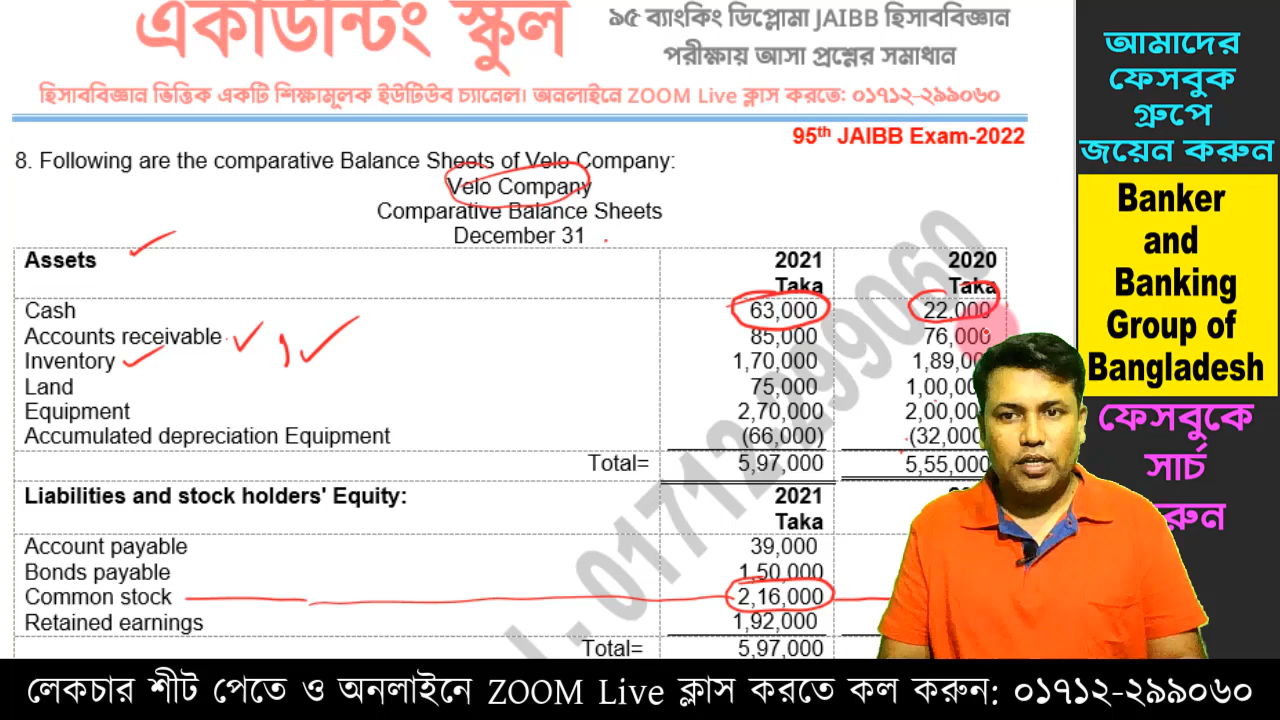 একাডান্টিং স্কুল
৯৫ ব্যাংকিং ডিপ্লোমা JAIBB হিসাববিজ্ঞান
পরীক্ষায় আসা প্রশ্নের সমাধান
হিসাববিজ্ঞান ভিত্তিক একটি শিক্ষামূলক ইউটিউব চ্যানেল। অনলাইনে ZOOM Live ক্লাস করতে: ০১৭১২-২৯৯০৬০
95th JAIBB Exam-2022
8. Following are the comparative Balance Sheets of Velo Company:
Velo Company
Comparative Balance Sheets
December 31
Assets 2021 2020
Taka Taka
Cash 63,000 22,000
Accounts receivable 85,000 76,000
Inventory 1,70,000
Land 75,000
Equipment 2,70,000
Accumulated depreciation Equipment (66,000)
Total= 5,97,000 5,55,000
Liabilities and stock holders' Equity: 2021
Taka
Account payable 39,000
Bonds payable 1,50,000
Common stock 2,16,000
Retained earnings 1,92,000
Total= 5,97,000
01712-299060
আমাদের
ফেসবুক
গ্রুপে
জয়েন করুন
Banker
and
Banking
Group of
Bangladesh
ফেসবুকে
সার্চ
লেকচার শীট পেতে ও অনলাইনে ZOOM Live ক্লাস করতে কল করুন: ০১৭১২-২৯৯০৬০